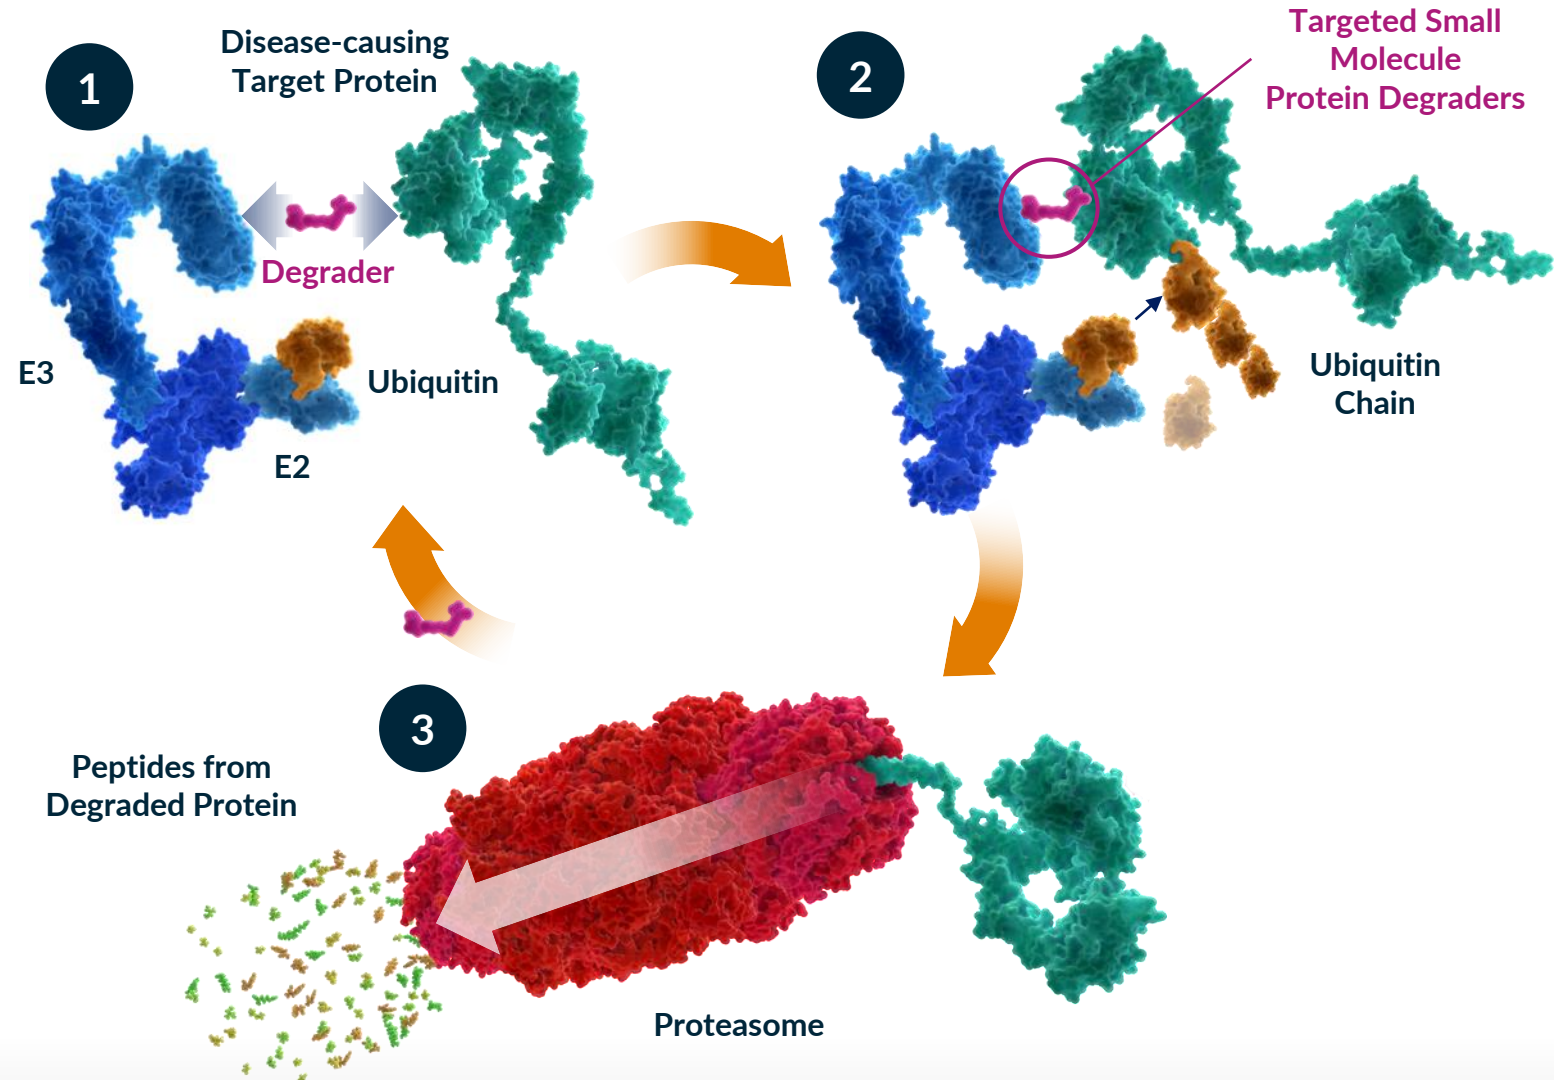 1
Disease-causing
Target Protein
Degrader
E3
Ubiquitin
E2
2
Targeted Small
Molecule
Protein Degraders
Ubiquitin
Chain
3
Peptides from
Degraded Protein
Proteasome